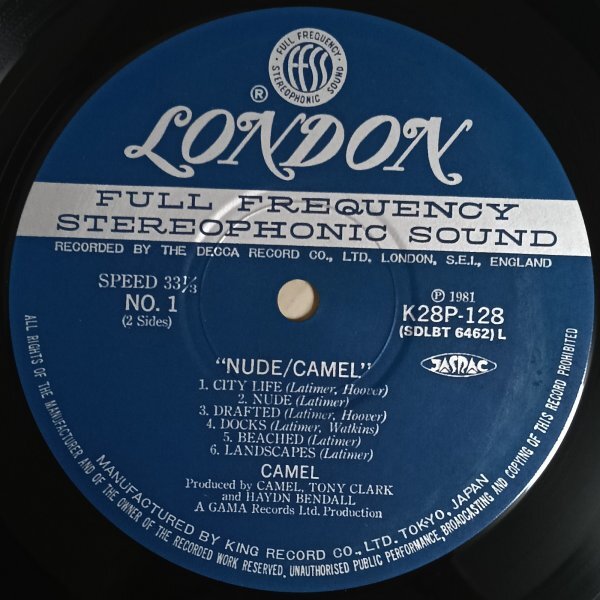 FULL FREQUENCY
FFSS
STEREOPHONIC SOUND
®
LONDON
FULL FREQUENCY
STEREOPHONIC SOUND
RECORDED BY THE DECCA RECORD CO., LTD. LONDON, S.E.I., ENGLAND
SPEED 33⅓
NO. 1
(2 Sides)
Ⓟ 1981
K28P-128
(SDLBT 6462) L
JASRAC
"NUDE/CAMEL"
1. CITY LIFE (Latimer, Hoover)
2. NUDE (Latimer)
3. DRAFTED (Latimer, Hoover)
4. DOCKS (Latimer, Watkins)
5. BEACHED (Latimer)
6. LANDSCAPES (Latimer)
CAMEL
Produced by CAMEL, TONY CLARK
and HAYDN BENDALL
A GAMA Records Ltd. Production
MANUFACTURED BY KING RECORD CO., LTD. TOKYO, JAPAN
ALL RIGHTS OF THE MANUFACTURER AND OF THE OWNER OF THE RECORDED WORK RESERVED, UNAUTHORISED PUBLIC PERFORMANCE, BROADCASTING AND COPYING OF THIS RECORD PROHIBITED